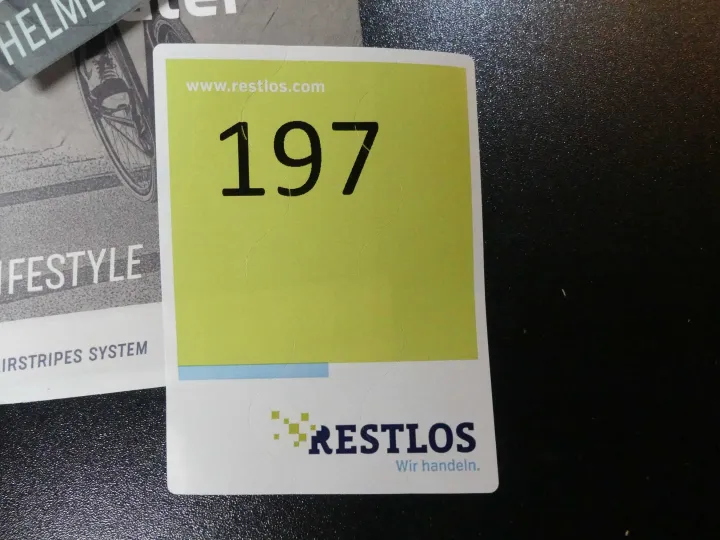 HELME
www.restlos.com
197
IFESTYLE
IRSTRIPES SYSTEM
RESTLOS
Wir handeln.